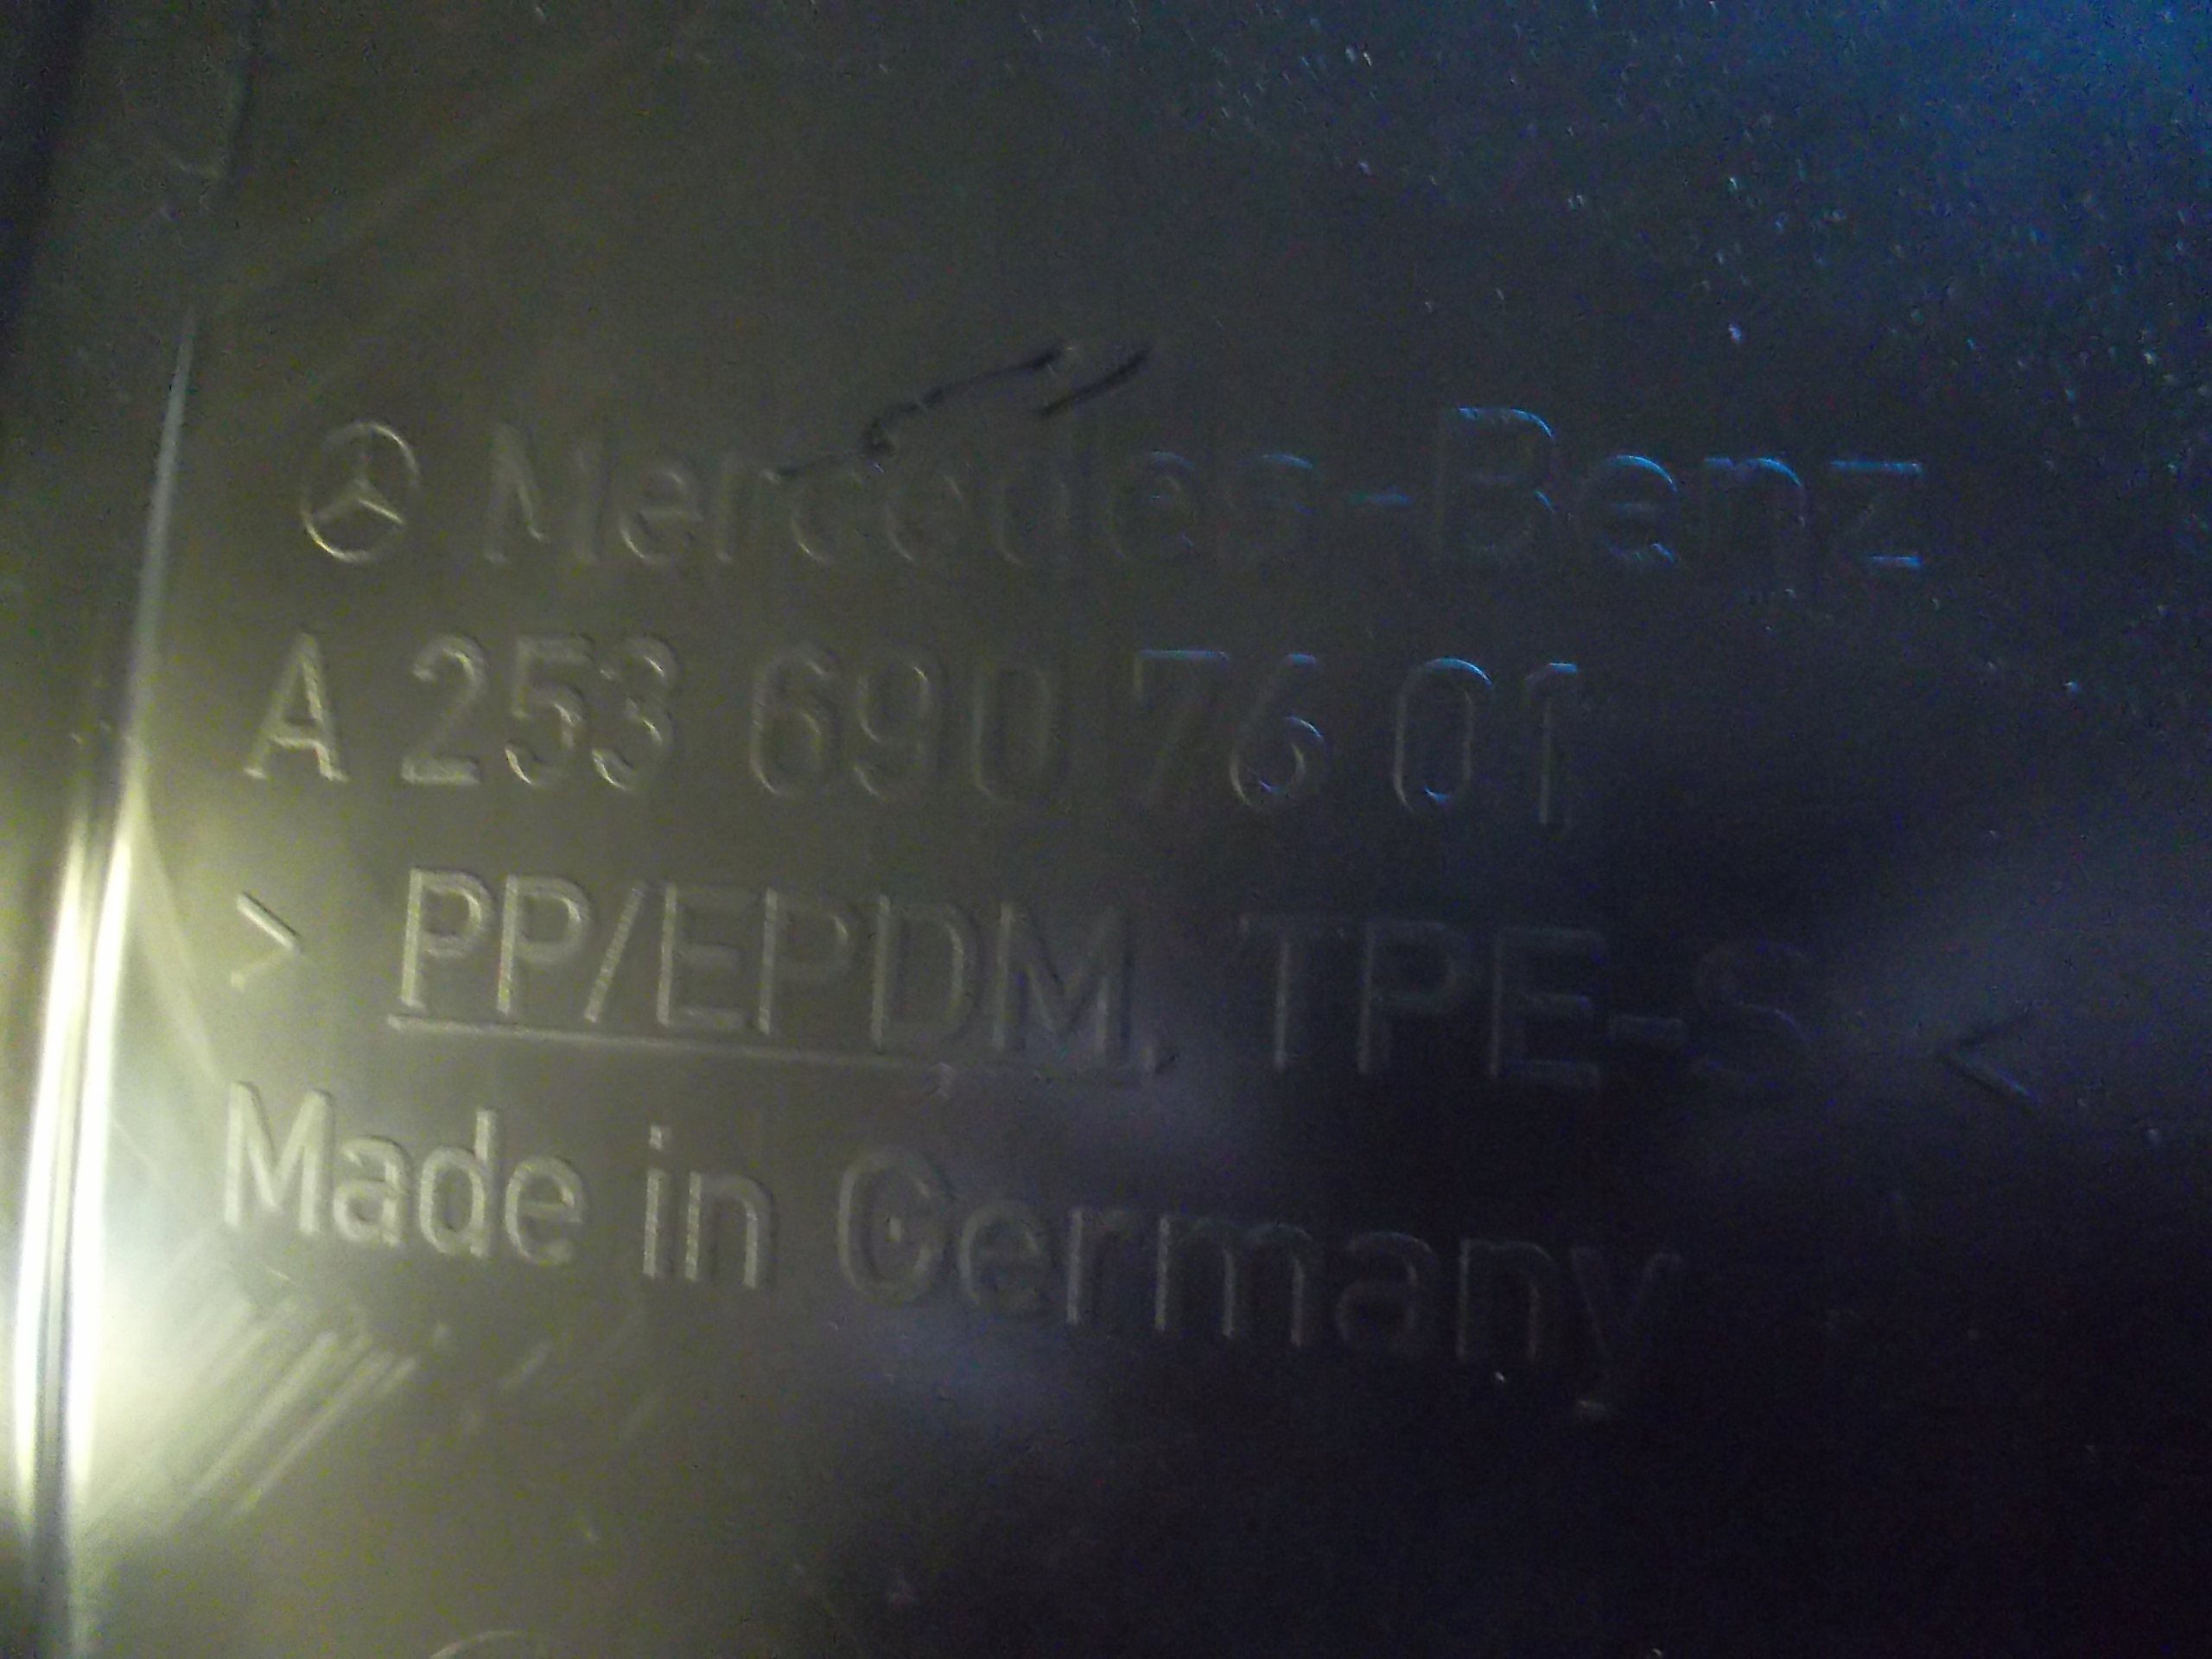 Mercedes-Benz
A 253 690 76 01
> PP/EPDM, TPE-S <
Made in Germany